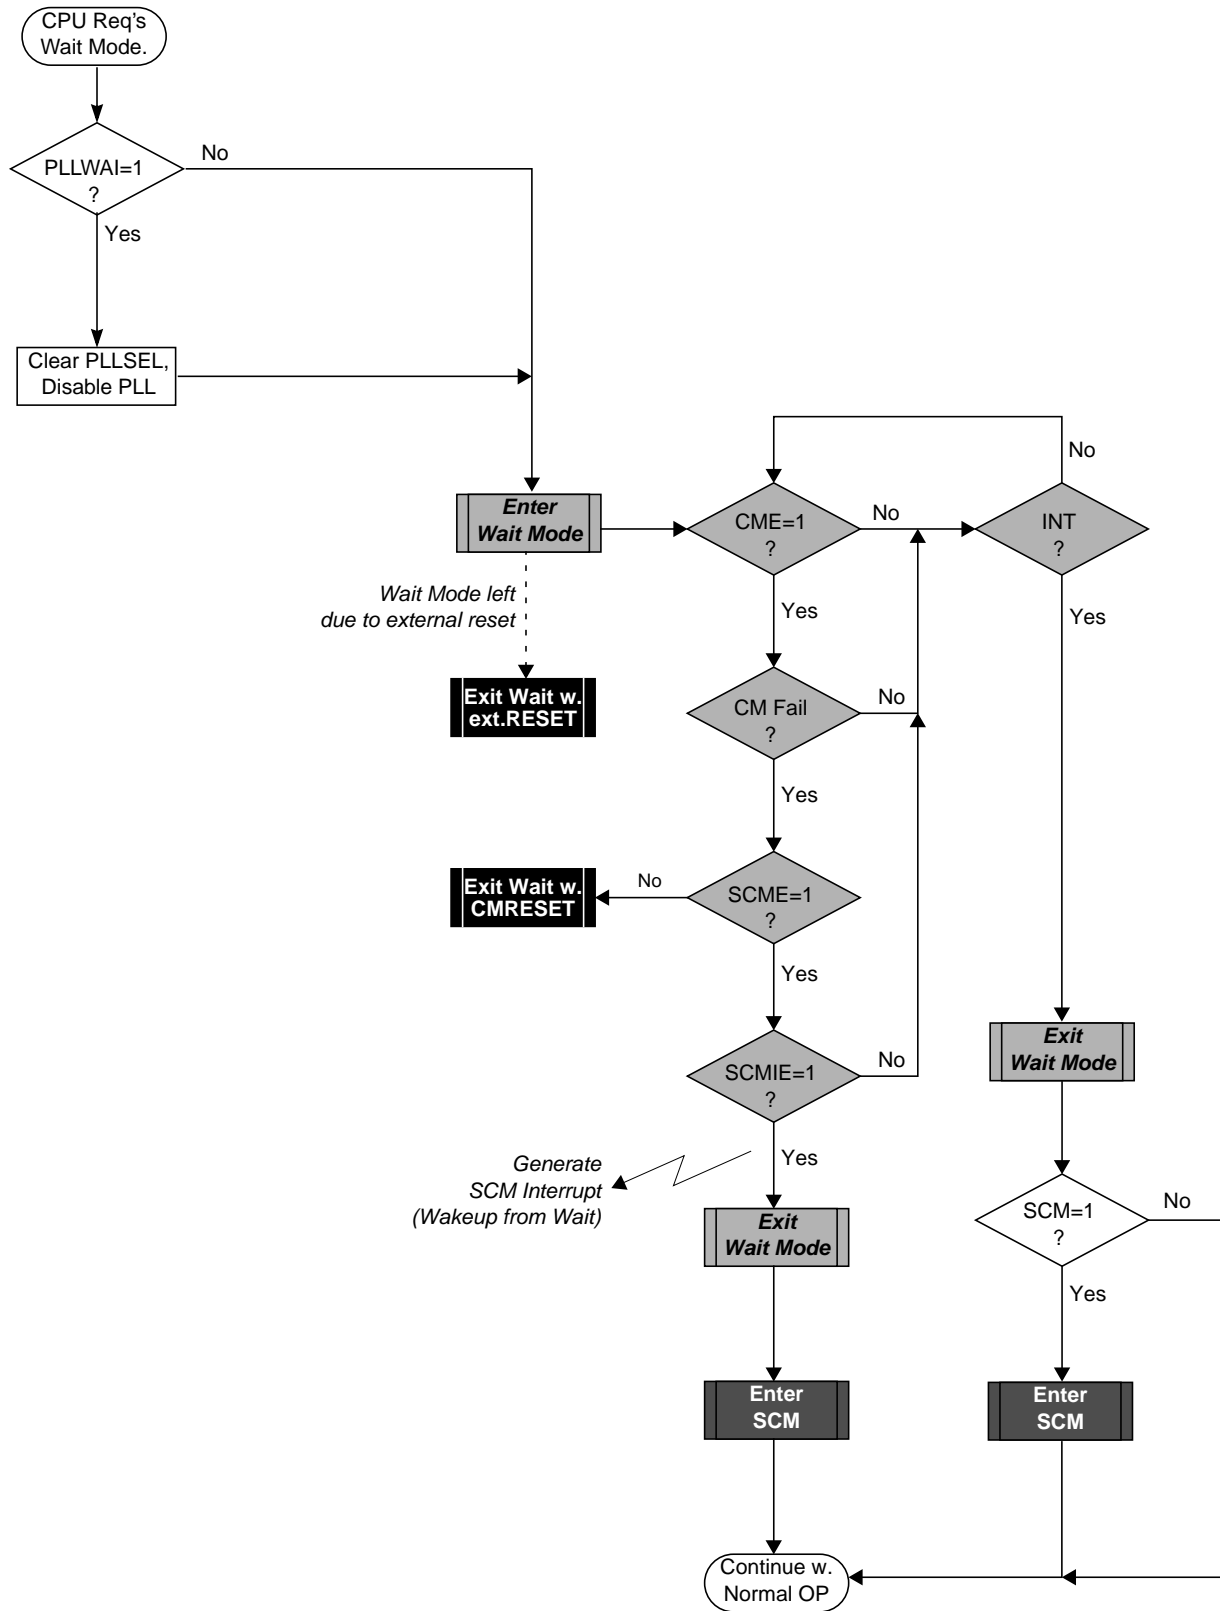 CPU Req's
Wait Mode.
PLLWAI=1
?
No
Yes
Clear PLLSEL,
Disable PLL
Enter
Wait Mode
CME=1
?
No
INT
?
No
Yes
Yes
Wait Mode left
due to external reset
Exit Wait w.
ext.RESET
CM Fail
?
No
Yes
Exit Wait w.
CMRESET
No
SCME=1
?
Yes
SCMIE=1
?
No
Yes
Exit
Wait Mode
Generate
SCM Interrupt
(Wakeup from Wait)
Exit
Wait Mode
SCM=1
?
No
Yes
Enter
SCM
Enter
SCM
Continue w.
Normal OP